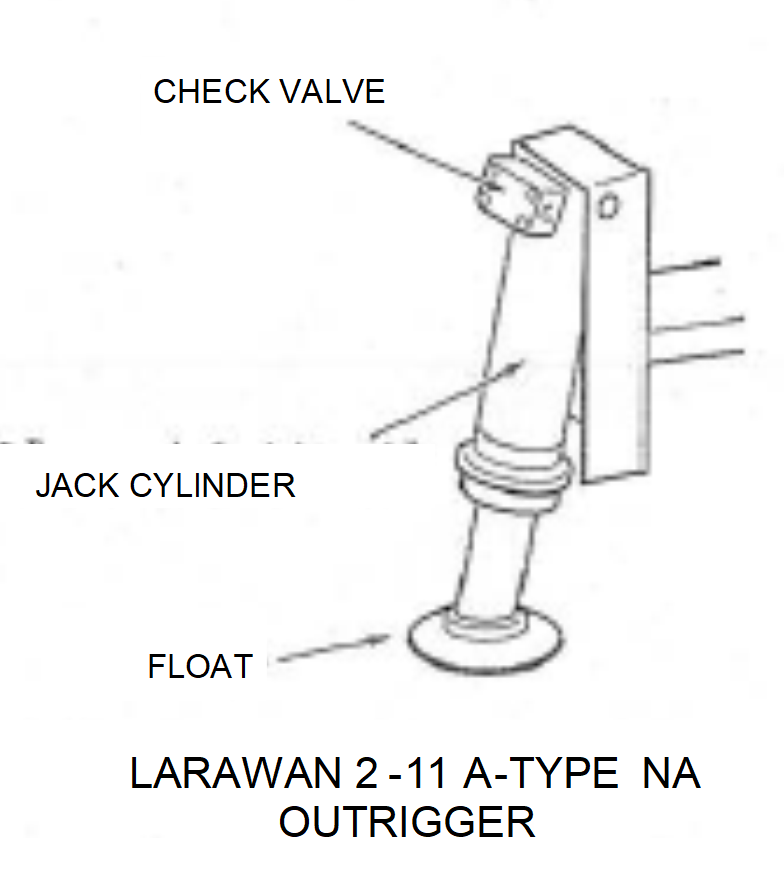 CHECK VALVE
JACK CYLINDER
FLOAT
LARAWAN 2 -11 A-TYPE NA
OUTRIGGER